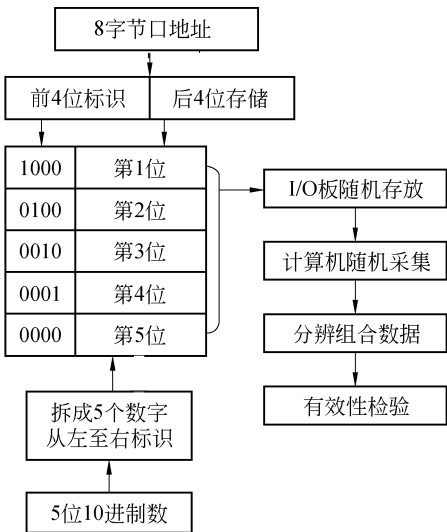 8字节口地址
前4位标识 后4位存储
1000 第1位
0100 第2位
0010 第3位
0001 第4位
0000 第5位
I/O板随机存放
计算机随机采集
分辨组合数据
有效性检验
拆成5个数字
从左至右标识
5位10进制数